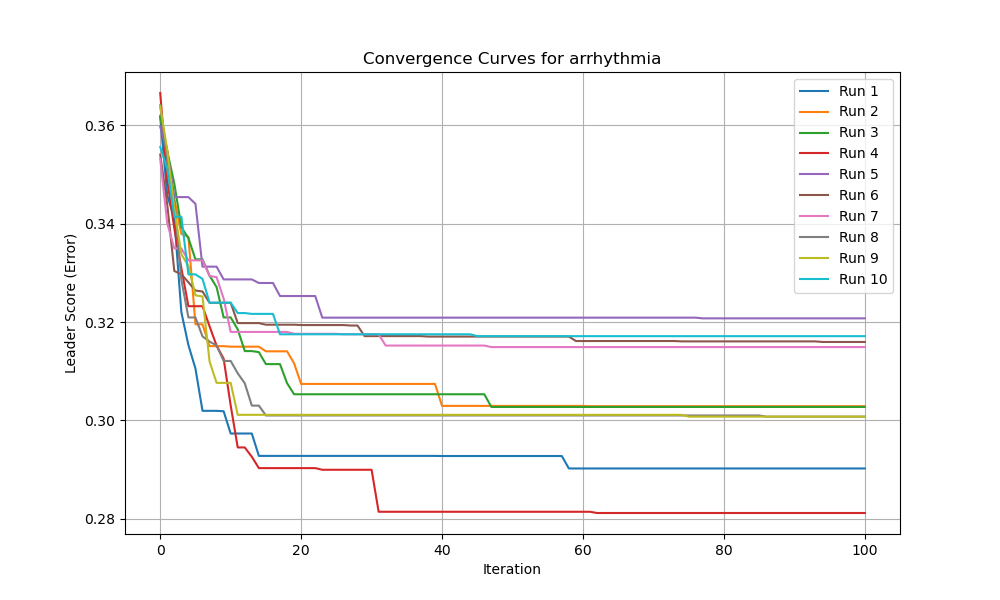 Convergence Curves for arrhythmia
Leader Score (Error)
0.36
0.34
0.32
0.30
0.28
Run 1
Run 2
Run 3
Run 4
Run 5
Run 6
Run 7
Run 8
Run 9
Run 10
0
20
40
60
80
100
Iteration